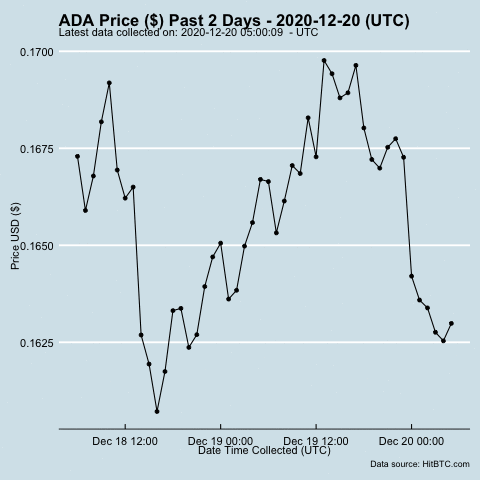 ADA Price ($) Past 2 Days - 2020-12-20 (UTC)
Latest data collected on: 2020-12-20 05:00:09 - UTC
0.1700
0.1675
0.1650
0.1625
Price USD ($)
Dec 18 12:00 Dec 19 00:00 Dec 19 12:00 Dec 20 00:00
Date Time Collected (UTC)
Data source: HitBTC.com